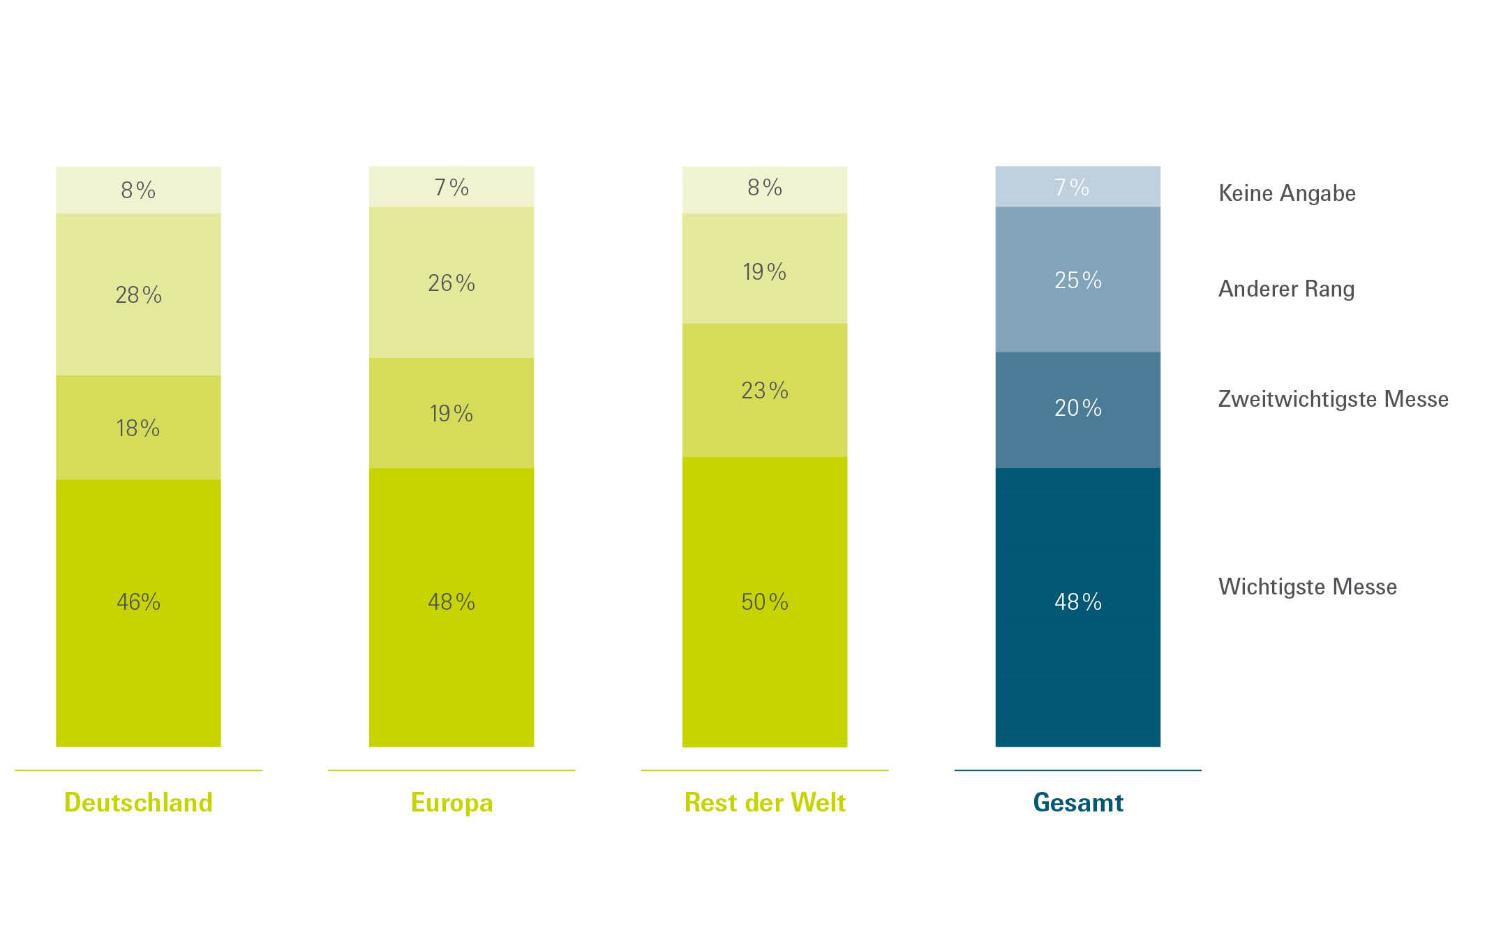 8%
7%
8%
7%
Keine Angabe
28%
26%
19%
25%
Anderer Rang
18%
19%
23%
20%
Zweitwichtigste Messe
46%
48%
50%
48%
Wichtigste Messe
Deutschland
Europa
Rest der Welt
Gesamt